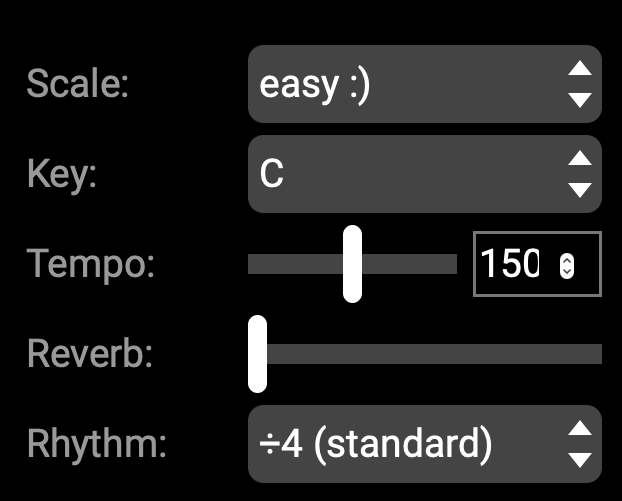 Scale: easy :)
Key: C
Tempo: 150
Reverb:
Rhythm: ÷4 (standard)